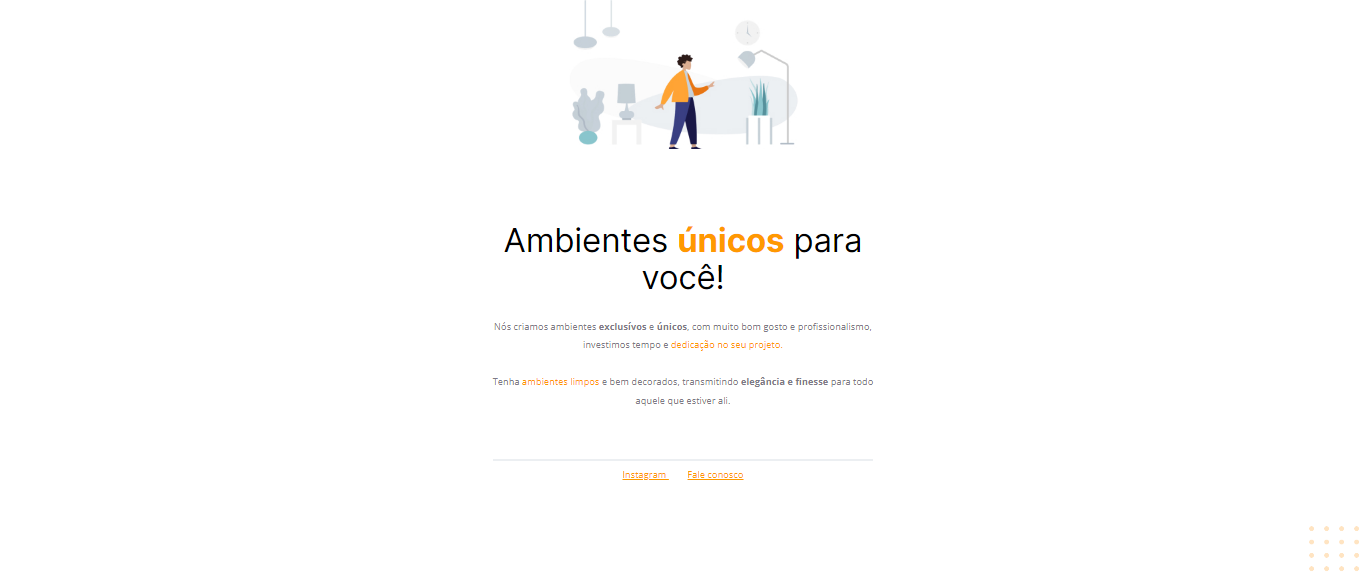 Ambientes únicos para
você!
Nós criamos ambientes exclusívos e únicos, com muito bom gosto e profissionalismo,
investimos tempo e dedicação no seu projeto.
Tenha ambientes limpos e bem decorados, transmitindo elegância e finesse para todo
aquele que estiver ali.
Instagram Fale conosco